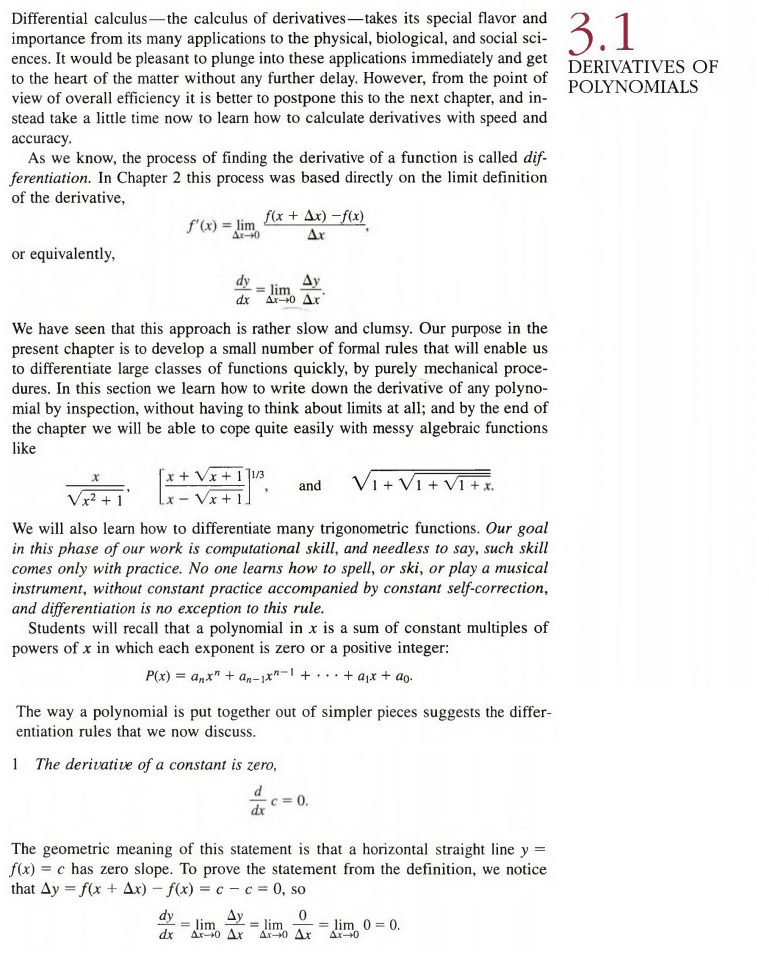 3.1
DERIVATIVES OF
POLYNOMIALS
Differential calculus—the calculus of derivatives—takes its special flavor and
importance from its many applications to the physical, biological, and social sci-
ences. It would be pleasant to plunge into these applications immediately and get
to the heart of the matter without any further delay. However, from the point of
view of overall efficiency it is better to postpone this to the next chapter, and in-
stead take a little time now to learn how to calculate derivatives with speed and
accuracy.
As we know, the process of finding the derivative of a function is called dif-
ferentiation. In Chapter 2 this process was based directly on the limit definition
of the derivative,
f'(x) = lim_{Δx→0} (f(x + Δx) − f(x))/Δx,
or equivalently,
dy/dx = lim_{Δx→0} Δy/Δx.
We have seen that this approach is rather slow and clumsy. Our purpose in the
present chapter is to develop a small number of formal rules that will enable us
to differentiate large classes of functions quickly, by purely mechanical proce-
dures. In this section we learn how to write down the derivative of any polyno-
mial by inspection, without having to think about limits at all; and by the end of
the chapter we will be able to cope quite easily with messy algebraic functions
like
x/√(x² + 1), [(x + √(x + 1))/(x − √(x + 1))]^{1/3}, and √(1 + √(1 + √(1 + x))).
We will also learn how to differentiate many trigonometric functions. Our goal
in this phase of our work is computational skill, and needless to say, such skill
comes only with practice. No one learns how to spell, or ski, or play a musical
instrument, without constant practice accompanied by constant self-correction,
and differentiation is no exception to this rule.
Students will recall that a polynomial in x is a sum of constant multiples of
powers of x in which each exponent is zero or a positive integer:
P(x) = aₙxⁿ + aₙ₋₁xⁿ⁻¹ + · · · + a₁x + a₀.
The way a polynomial is put together out of simpler pieces suggests the differ-
entiation rules that we now discuss.
1 The derivative of a constant is zero,
d/dx c = 0.
The geometric meaning of this statement is that a horizontal straight line y =
f(x) = c has zero slope. To prove the statement from the definition, we notice
that Δy = f(x + Δx) − f(x) = c − c = 0, so
dy/dx = lim_{Δx→0} Δy/Δx = lim_{Δx→0} 0/Δx = lim_{Δx→0} 0 = 0.